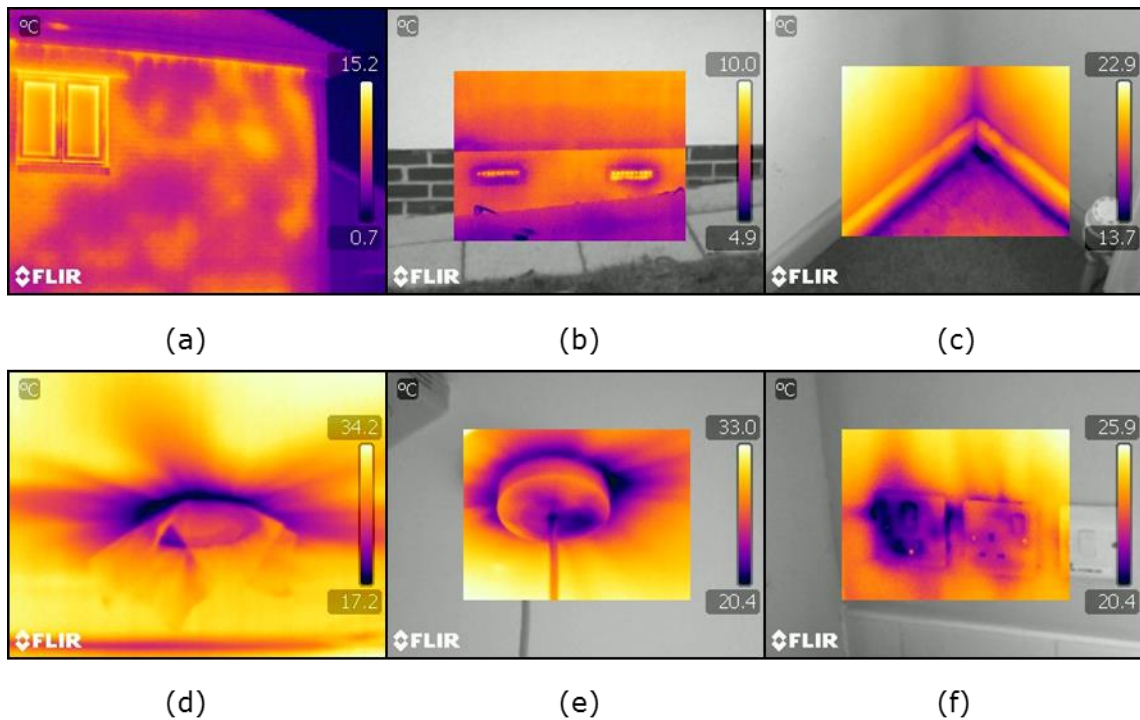 °C
15.2
0.7
FLIR
°C
10.0
4.9
FLIR
°C
22.9
13.7
FLIR
(a)
(b)
(c)
°C
34.2
17.2
FLIR
°C
33.0
20.4
FLIR
°C
25.9
20.4
FLIR
(d)
(e)
(f)